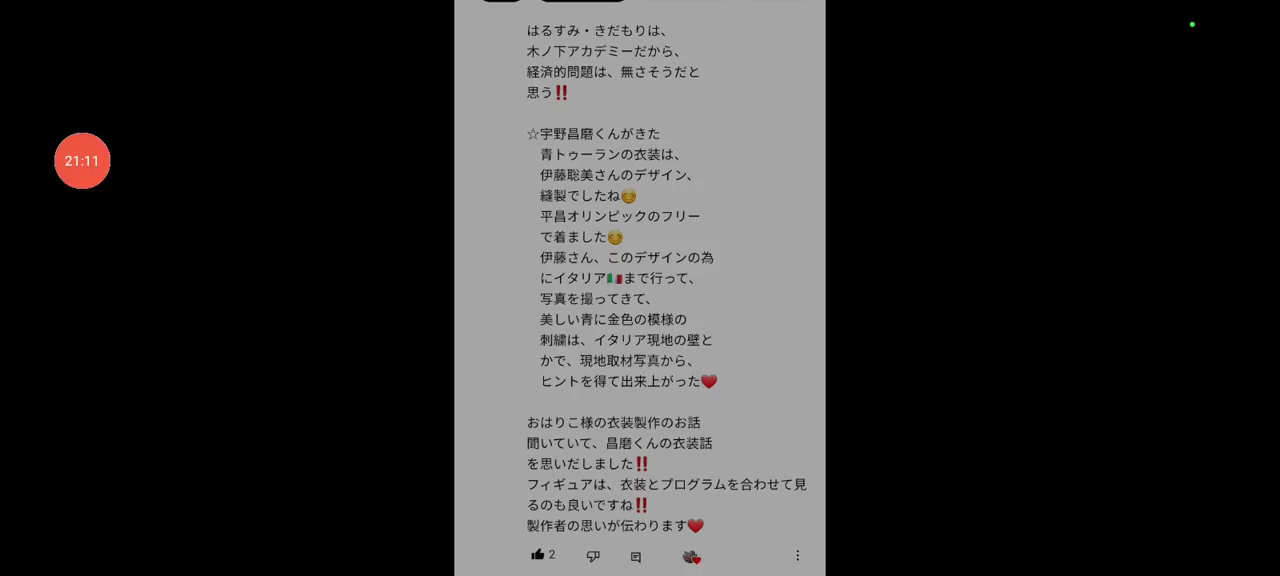 はるすみ・きだもりは、
木ノ下アカデミーだから、
経済的問題は、無さそうだと
思う‼️
21:11
☆宇野昌磨くんがきた
青トゥーランの衣装は、
伊藤聡美さんのデザイン、
縫製でしたね😊
平昌オリンピックのフリー
で着ました😊
伊藤さん、このデザインの為
にイタリア🇮🇹まで行って、
写真を撮ってきて、
美しい青に金色の模様の
刺繍は、イタリア現地の壁と
かで、現地取材写真から、
ヒントを得て出来上がった❤️
おはりこ様の衣装製作のお話
聞いていて、昌磨くんの衣装話
を思いだしました‼️
フィギュアは、衣装とプログラムを合わせて見
るのも良いですね‼️
製作者の思いが伝わります❤️
2